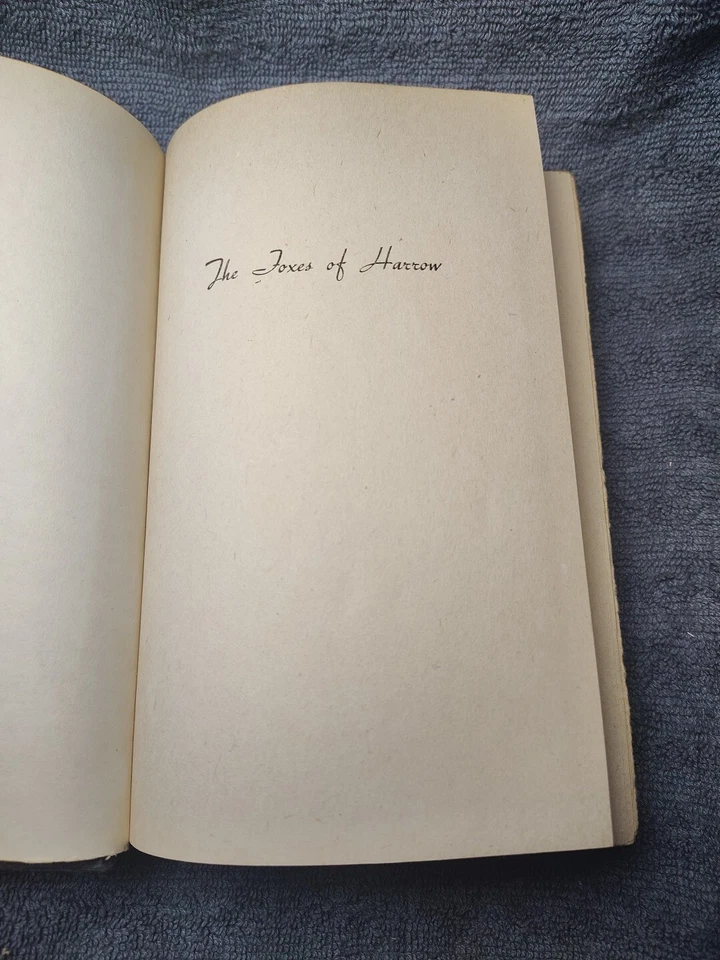 The Foxes of Harrow